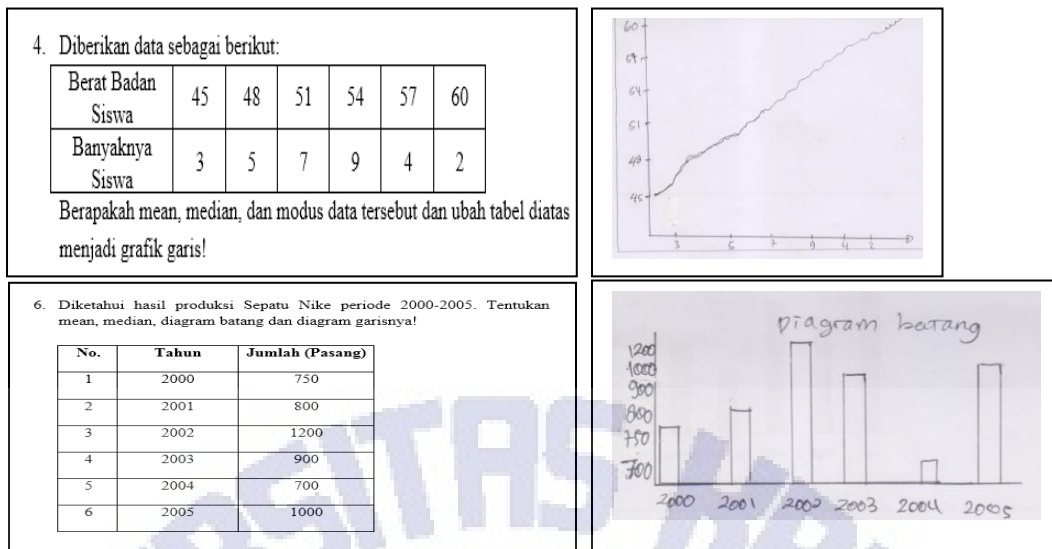 4. Diberikan data sebagai berikut:
Berat Badan Siswa 45 48 51 54 57 60
Banyaknya Siswa 3 5 7 9 4 2
Berapakah mean, median, dan modus data tersebut dan ubah tabel diatas
menjadi grafik garis!
60
54
51
45
3 7 9 4 2
6. Diketahui hasil produksi Sepatu Nike periode 2000-2005. Tentukan
mean, median, diagram batang dan diagram garisnya!
No. Tahun Jumlah (Pasang)
1 2000 750
2 2001 800
3 2002 1200
4 2003 900
5 2004 700
6 2005 1000
Diagram batang
1200
1000
900
800
750
700
2000 2001 2002 2003 2004 2005